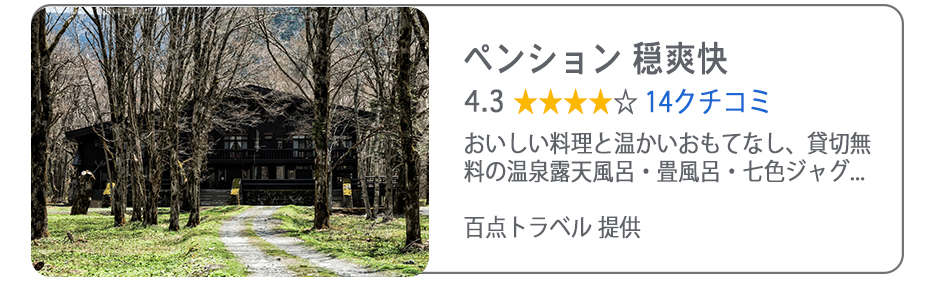 ペンション 穏爽快
4.3 ★★★★☆ 14クチコミ
おいしい料理と温かいおもてなし、貸切無
料の温泉露天風呂・畳風呂・七色ジャグ...
百点トラベル 提供